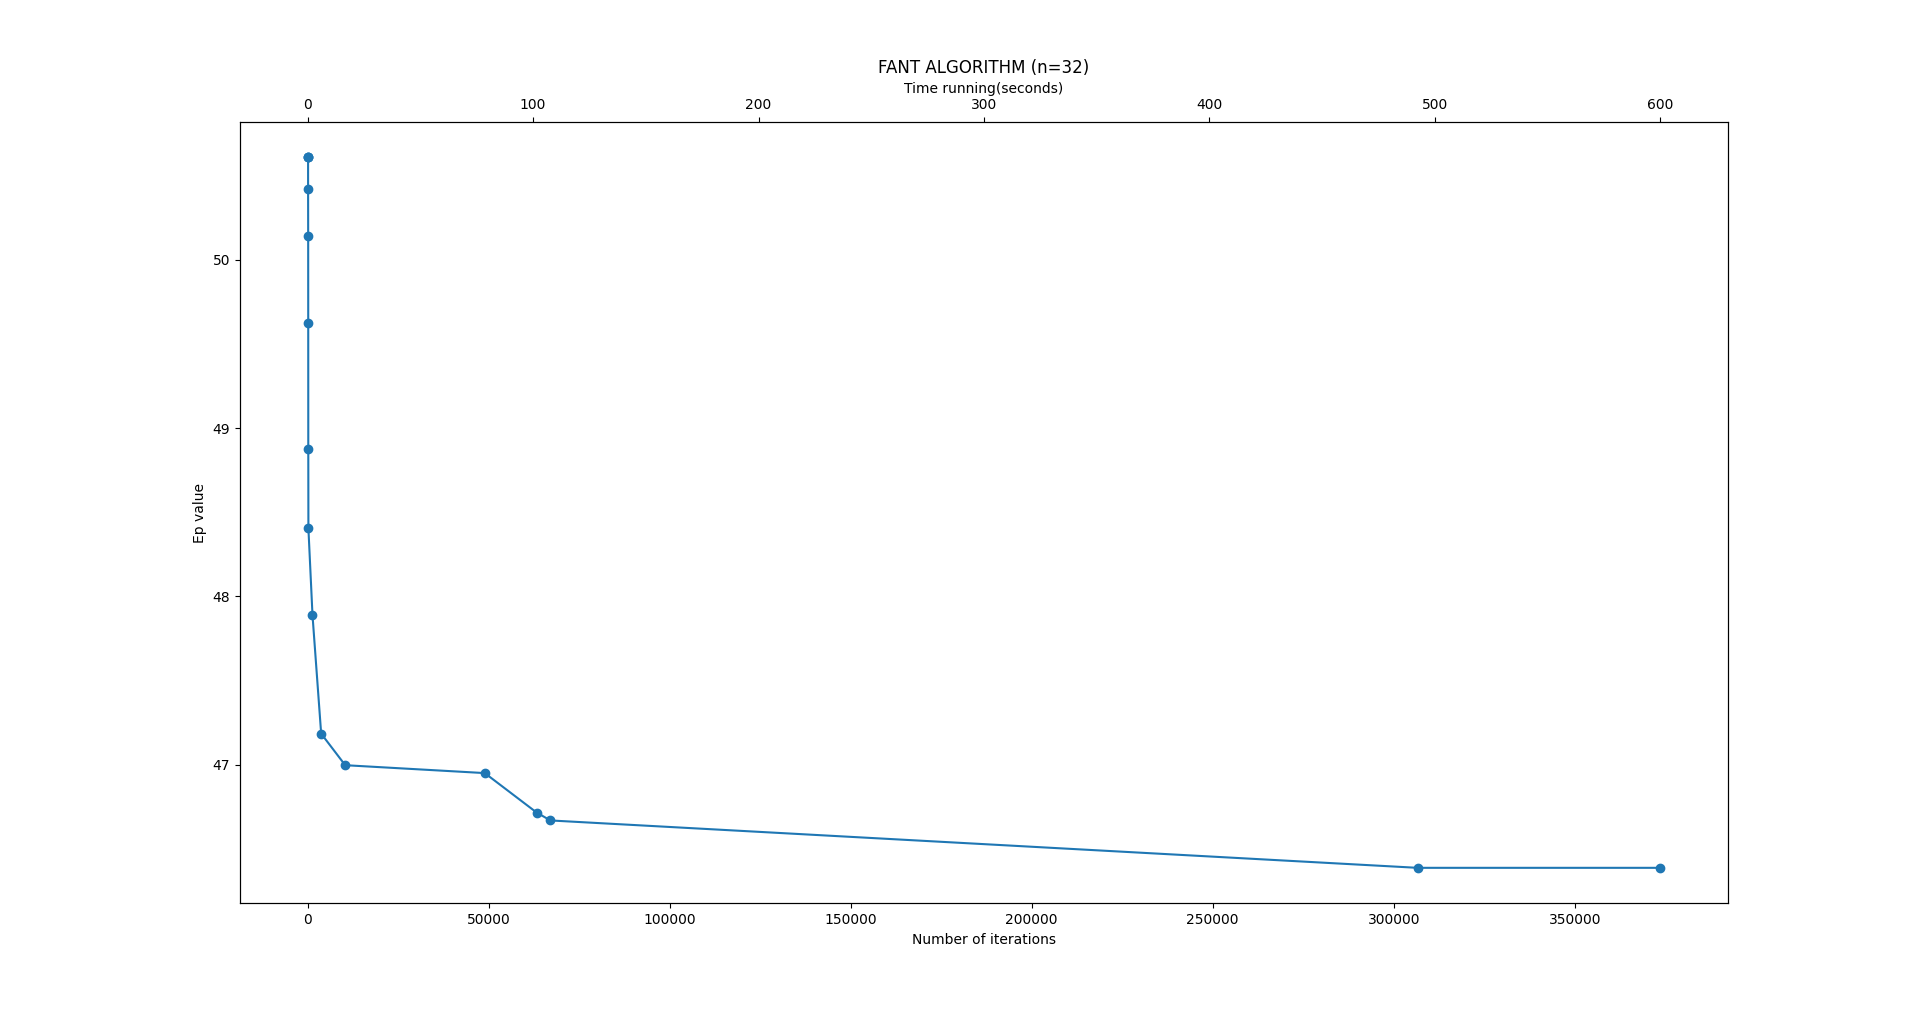 FANT ALGORITHM (n=32)
Time running(seconds)
0 100 200 300 400 500 600
50
49
48
47
Ep value
0 50000 100000 150000 200000 250000 300000 350000
Number of iterations